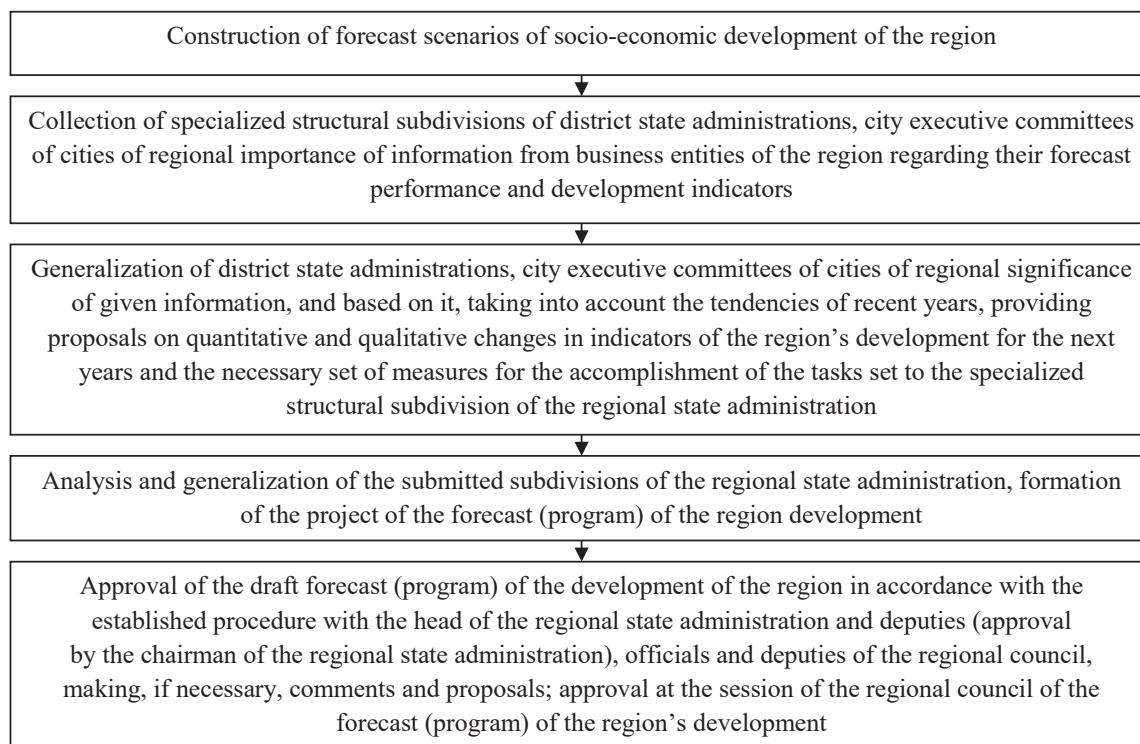 Construction of forecast scenarios of socio-economic development of the region
Collection of specialized structural subdivisions of district state administrations, city executive committees
of cities of regional importance of information from business entities of the region regarding their forecast
performance and development indicators
Generalization of district state administrations, city executive committees of cities of regional significance
of given information, and based on it, taking into account the tendencies of recent years, providing
proposals on quantitative and qualitative changes in indicators of the region’s development for the next
years and the necessary set of measures for the accomplishment of the tasks set to the specialized
structural subdivision of the regional state administration
Analysis and generalization of the submitted subdivisions of the regional state administration, formation
of the project of the forecast (program) of the region development
Approval of the draft forecast (program) of the development of the region in accordance with the
established procedure with the head of the regional state administration and deputies (approval
by the chairman of the regional state administration), officials and deputies of the regional council,
making, if necessary, comments and proposals; approval at the session of the regional council of the
forecast (program) of the region’s development